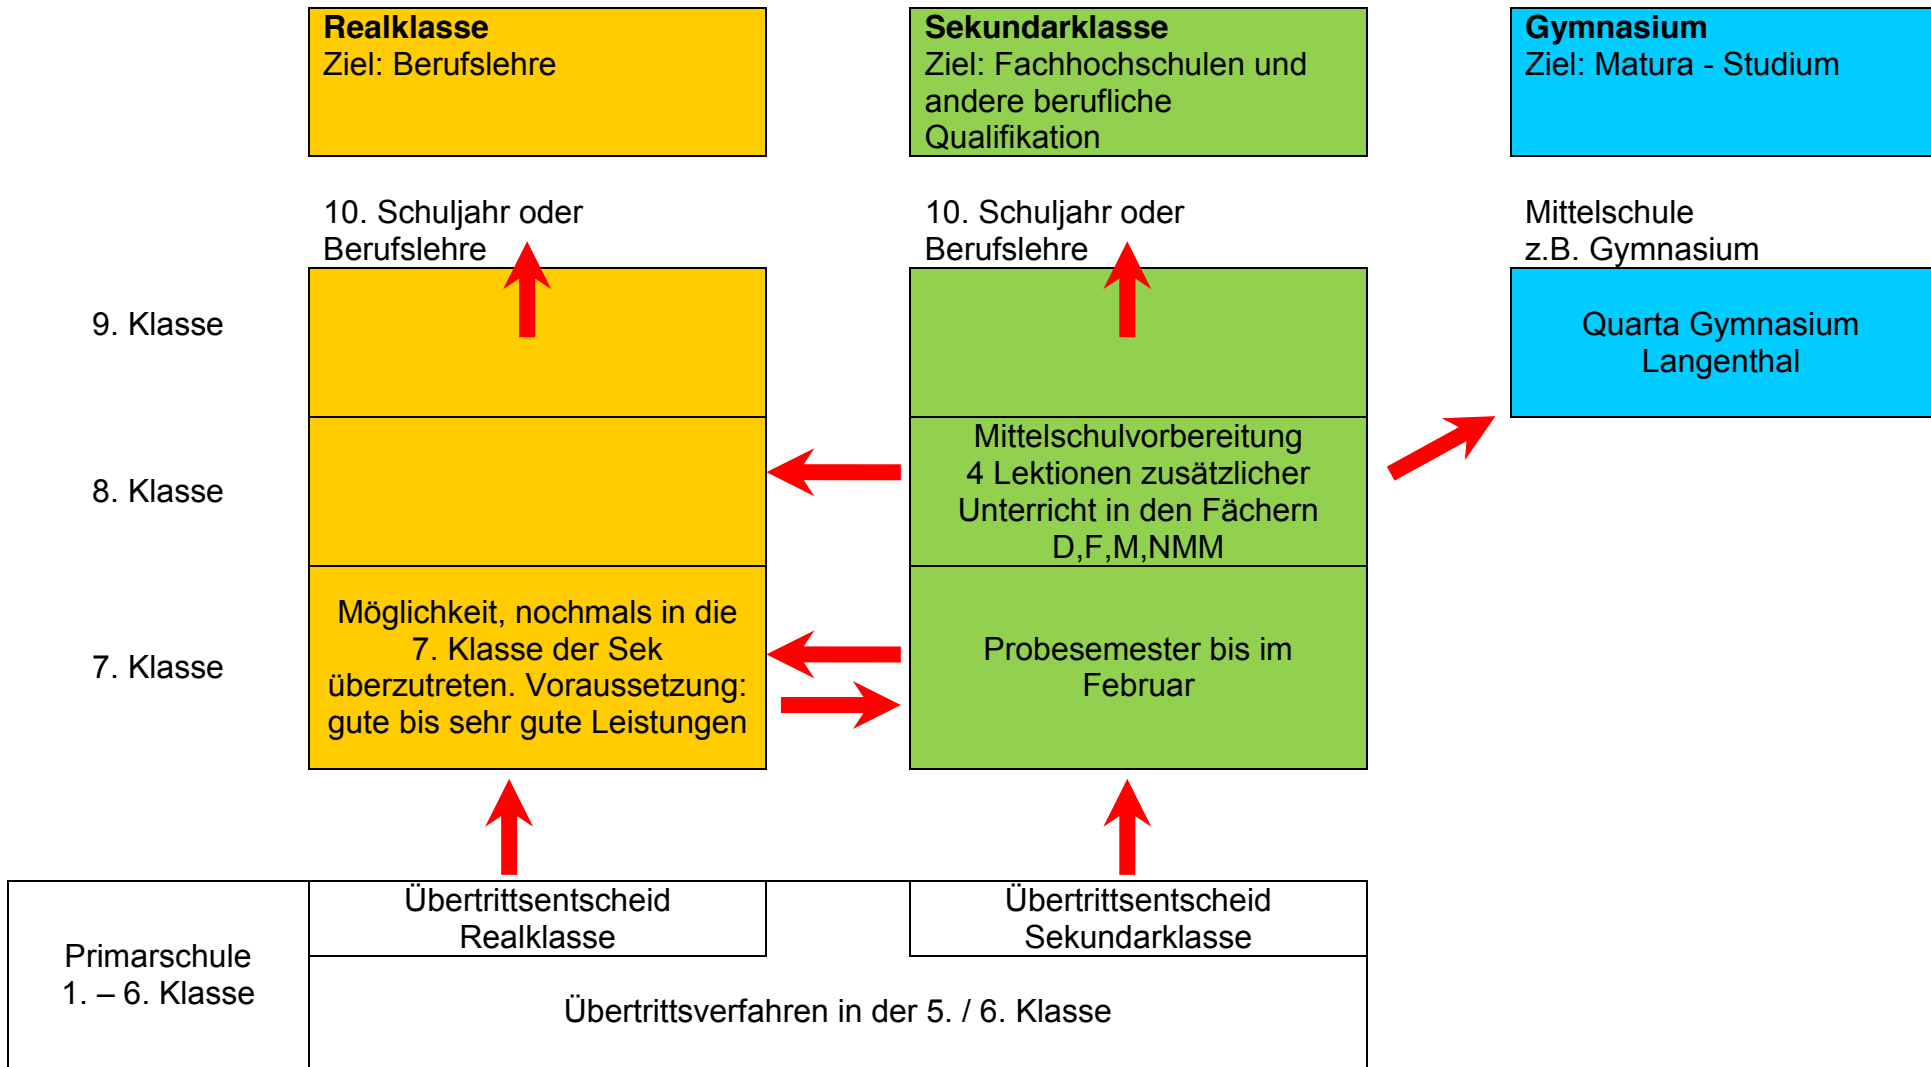 Realklasse
Ziel: Berufslehre
Sekundarklasse
Ziel: Fachhochschulen und
andere berufliche
Qualifikation
Gymnasium
Ziel: Matura - Studium
10. Schuljahr oder
Berufslehre
10. Schuljahr oder
Berufslehre
Mittelschule
z.B. Gymnasium
9. Klasse
Quarta Gymnasium
Langenthal
8. Klasse
Mittelschulvorbereitung
4 Lektionen zusätzlicher
Unterricht in den Fächern
D,F,M,NMM
7. Klasse
Möglichkeit, nochmals in die
7. Klasse der Sek
überzutreten. Voraussetzung:
gute bis sehr gute Leistungen
Probesemester bis im
Februar
Primarschule
1. – 6. Klasse
Übertrittsentscheid
Realklasse
Übertrittsentscheid
Sekundarklasse
Übertrittsverfahren in der 5. / 6. Klasse